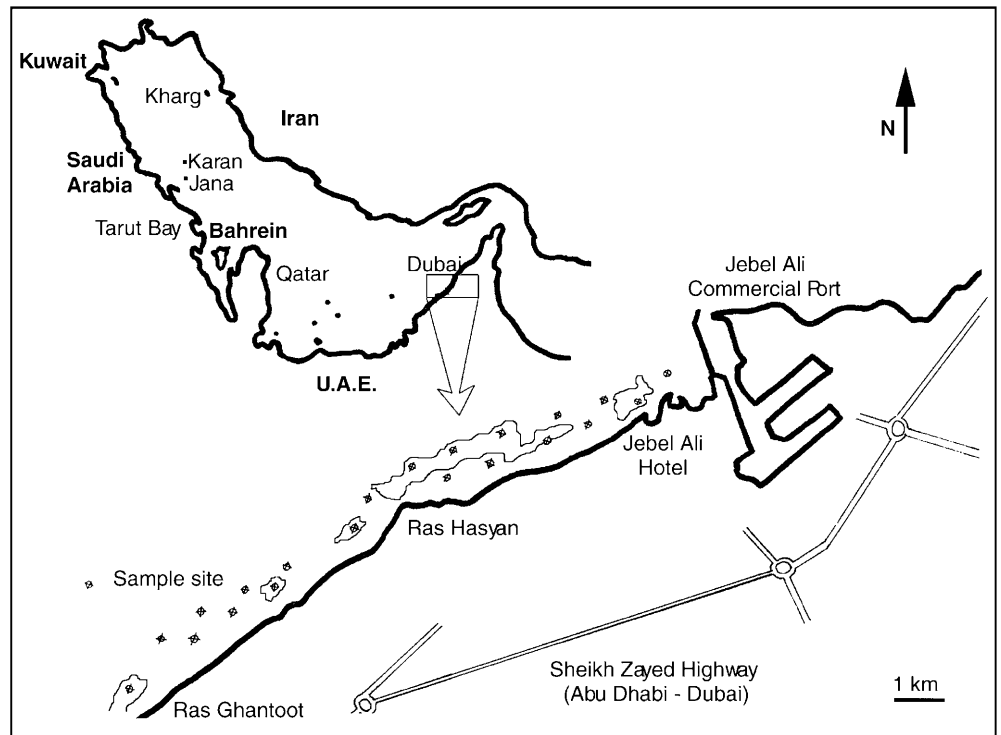 Kuwait
Kharg
Iran
N
Saudi
Arabia
Karan
Jana
Tarut Bay
Bahrein
Qatar
Dubai
U.A.E.
Jebel Ali
Commercial Port
Jebel Ali
Hotel
Ras Hasyan
Sample site
Ras Ghantoot
Sheikh Zayed Highway
(Abu Dhabi - Dubai)
1 km